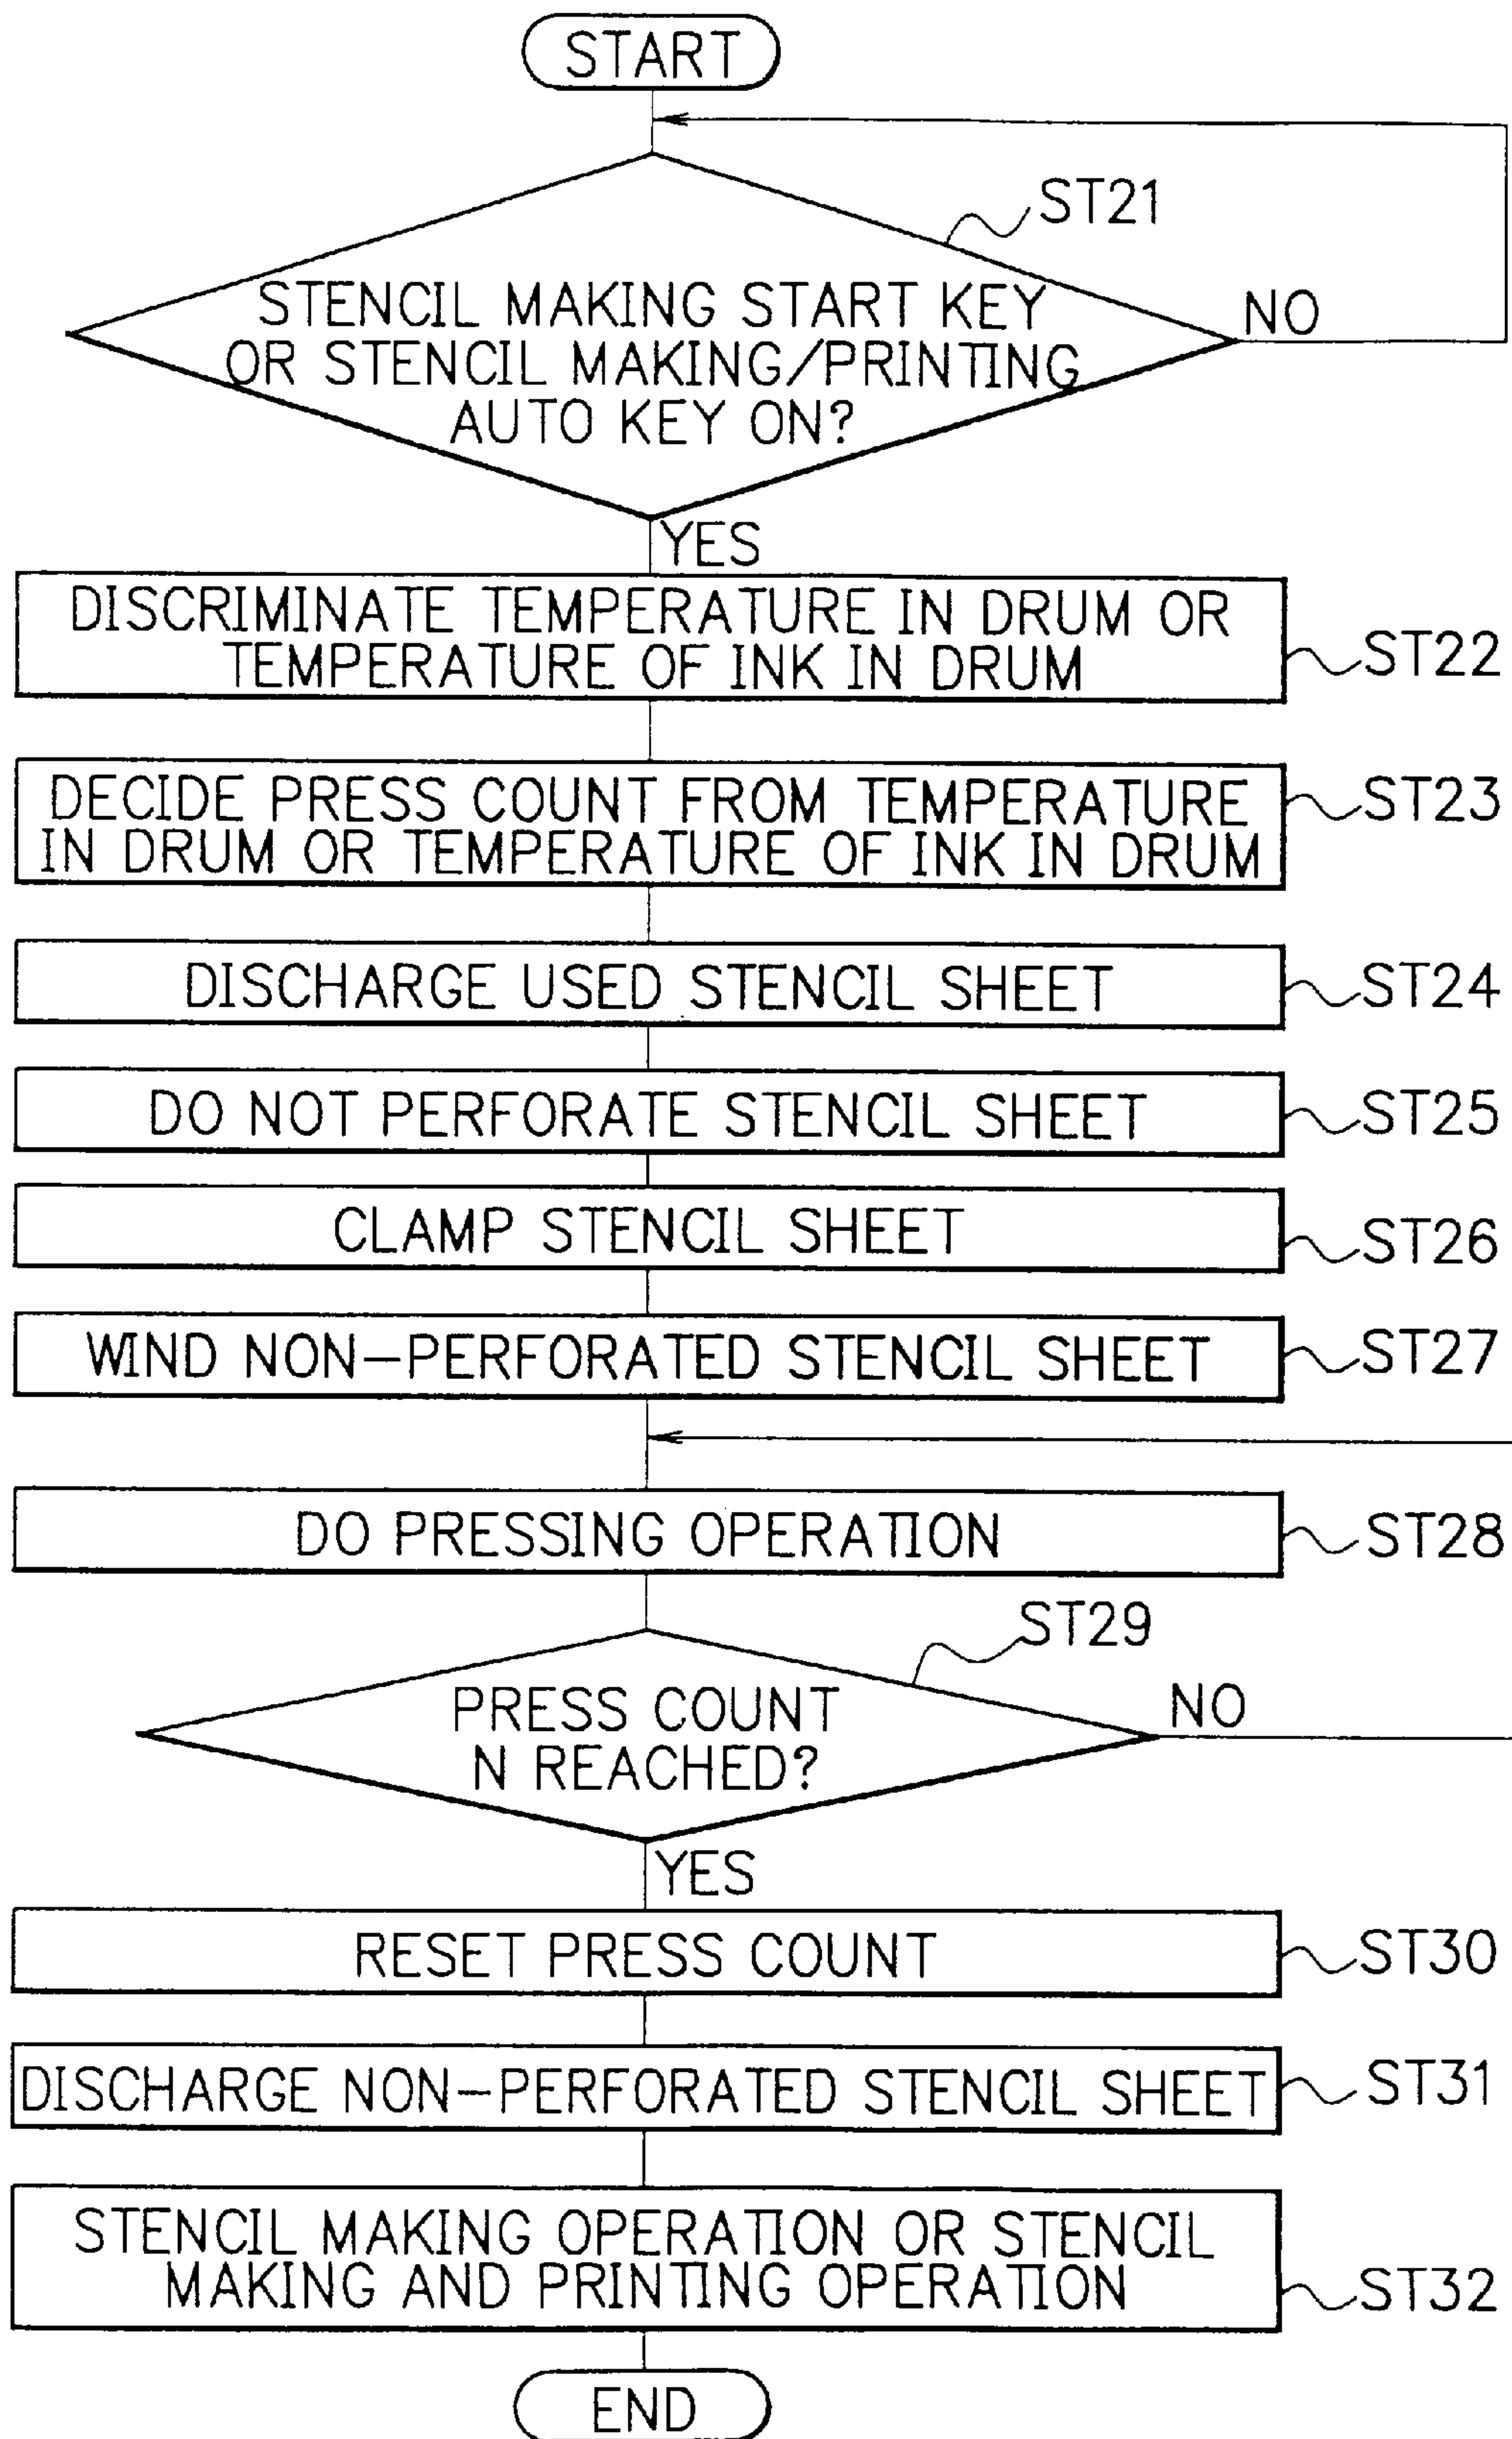 START
ST21
STENCIL MAKING START KEY
OR STENCIL MAKING/PRINTING
AUTO KEY ON?
NO
YES
DISCRIMINATE TEMPERATURE IN DRUM OR
TEMPERATURE OF INK IN DRUM
ST22
DECIDE PRESS COUNT FROM TEMPERATURE
IN DRUM OR TEMPERATURE OF INK IN DRUM
ST23
DISCHARGE USED STENCIL SHEET
ST24
DO NOT PERFORATE STENCIL SHEET
ST25
CLAMP STENCIL SHEET
ST26
WIND NON-PERFORATED STENCIL SHEET
ST27
DO PRESSING OPERATION
ST28
ST29
PRESS COUNT
N REACHED?
NO
YES
RESET PRESS COUNT
ST30
DISCHARGE NON-PERFORATED STENCIL SHEET
ST31
STENCIL MAKING OPERATION OR STENCIL
MAKING AND PRINTING OPERATION
ST32
END